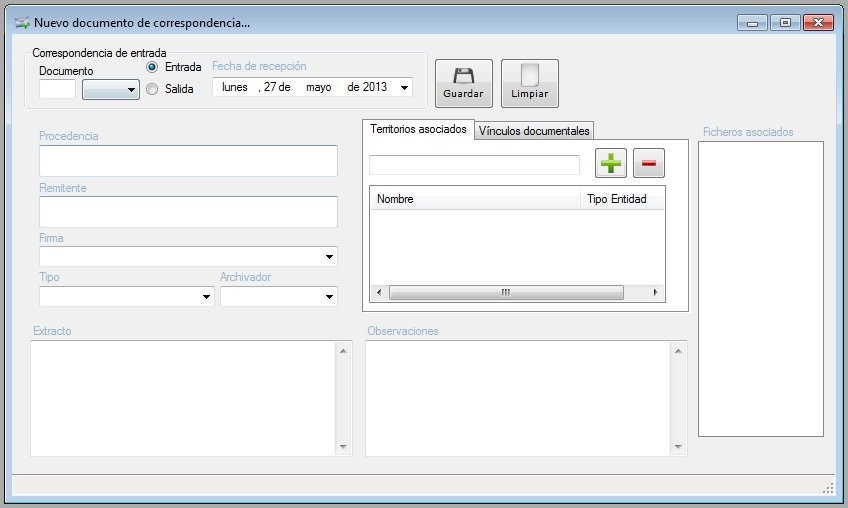 Nuevo documento de correspondencia...
Correspondencia de entrada
Documento
Entrada
Salida
Fecha de recepción
lunes , 27 de mayo de 2013
Guardar
Limpiar
Procedencia
Remitente
Firma
Tipo
Archivador
Territorios asociados
Vínculos documentales
Nombre
Tipo Entidad
Ficheros asociados
Extracto
Observaciones